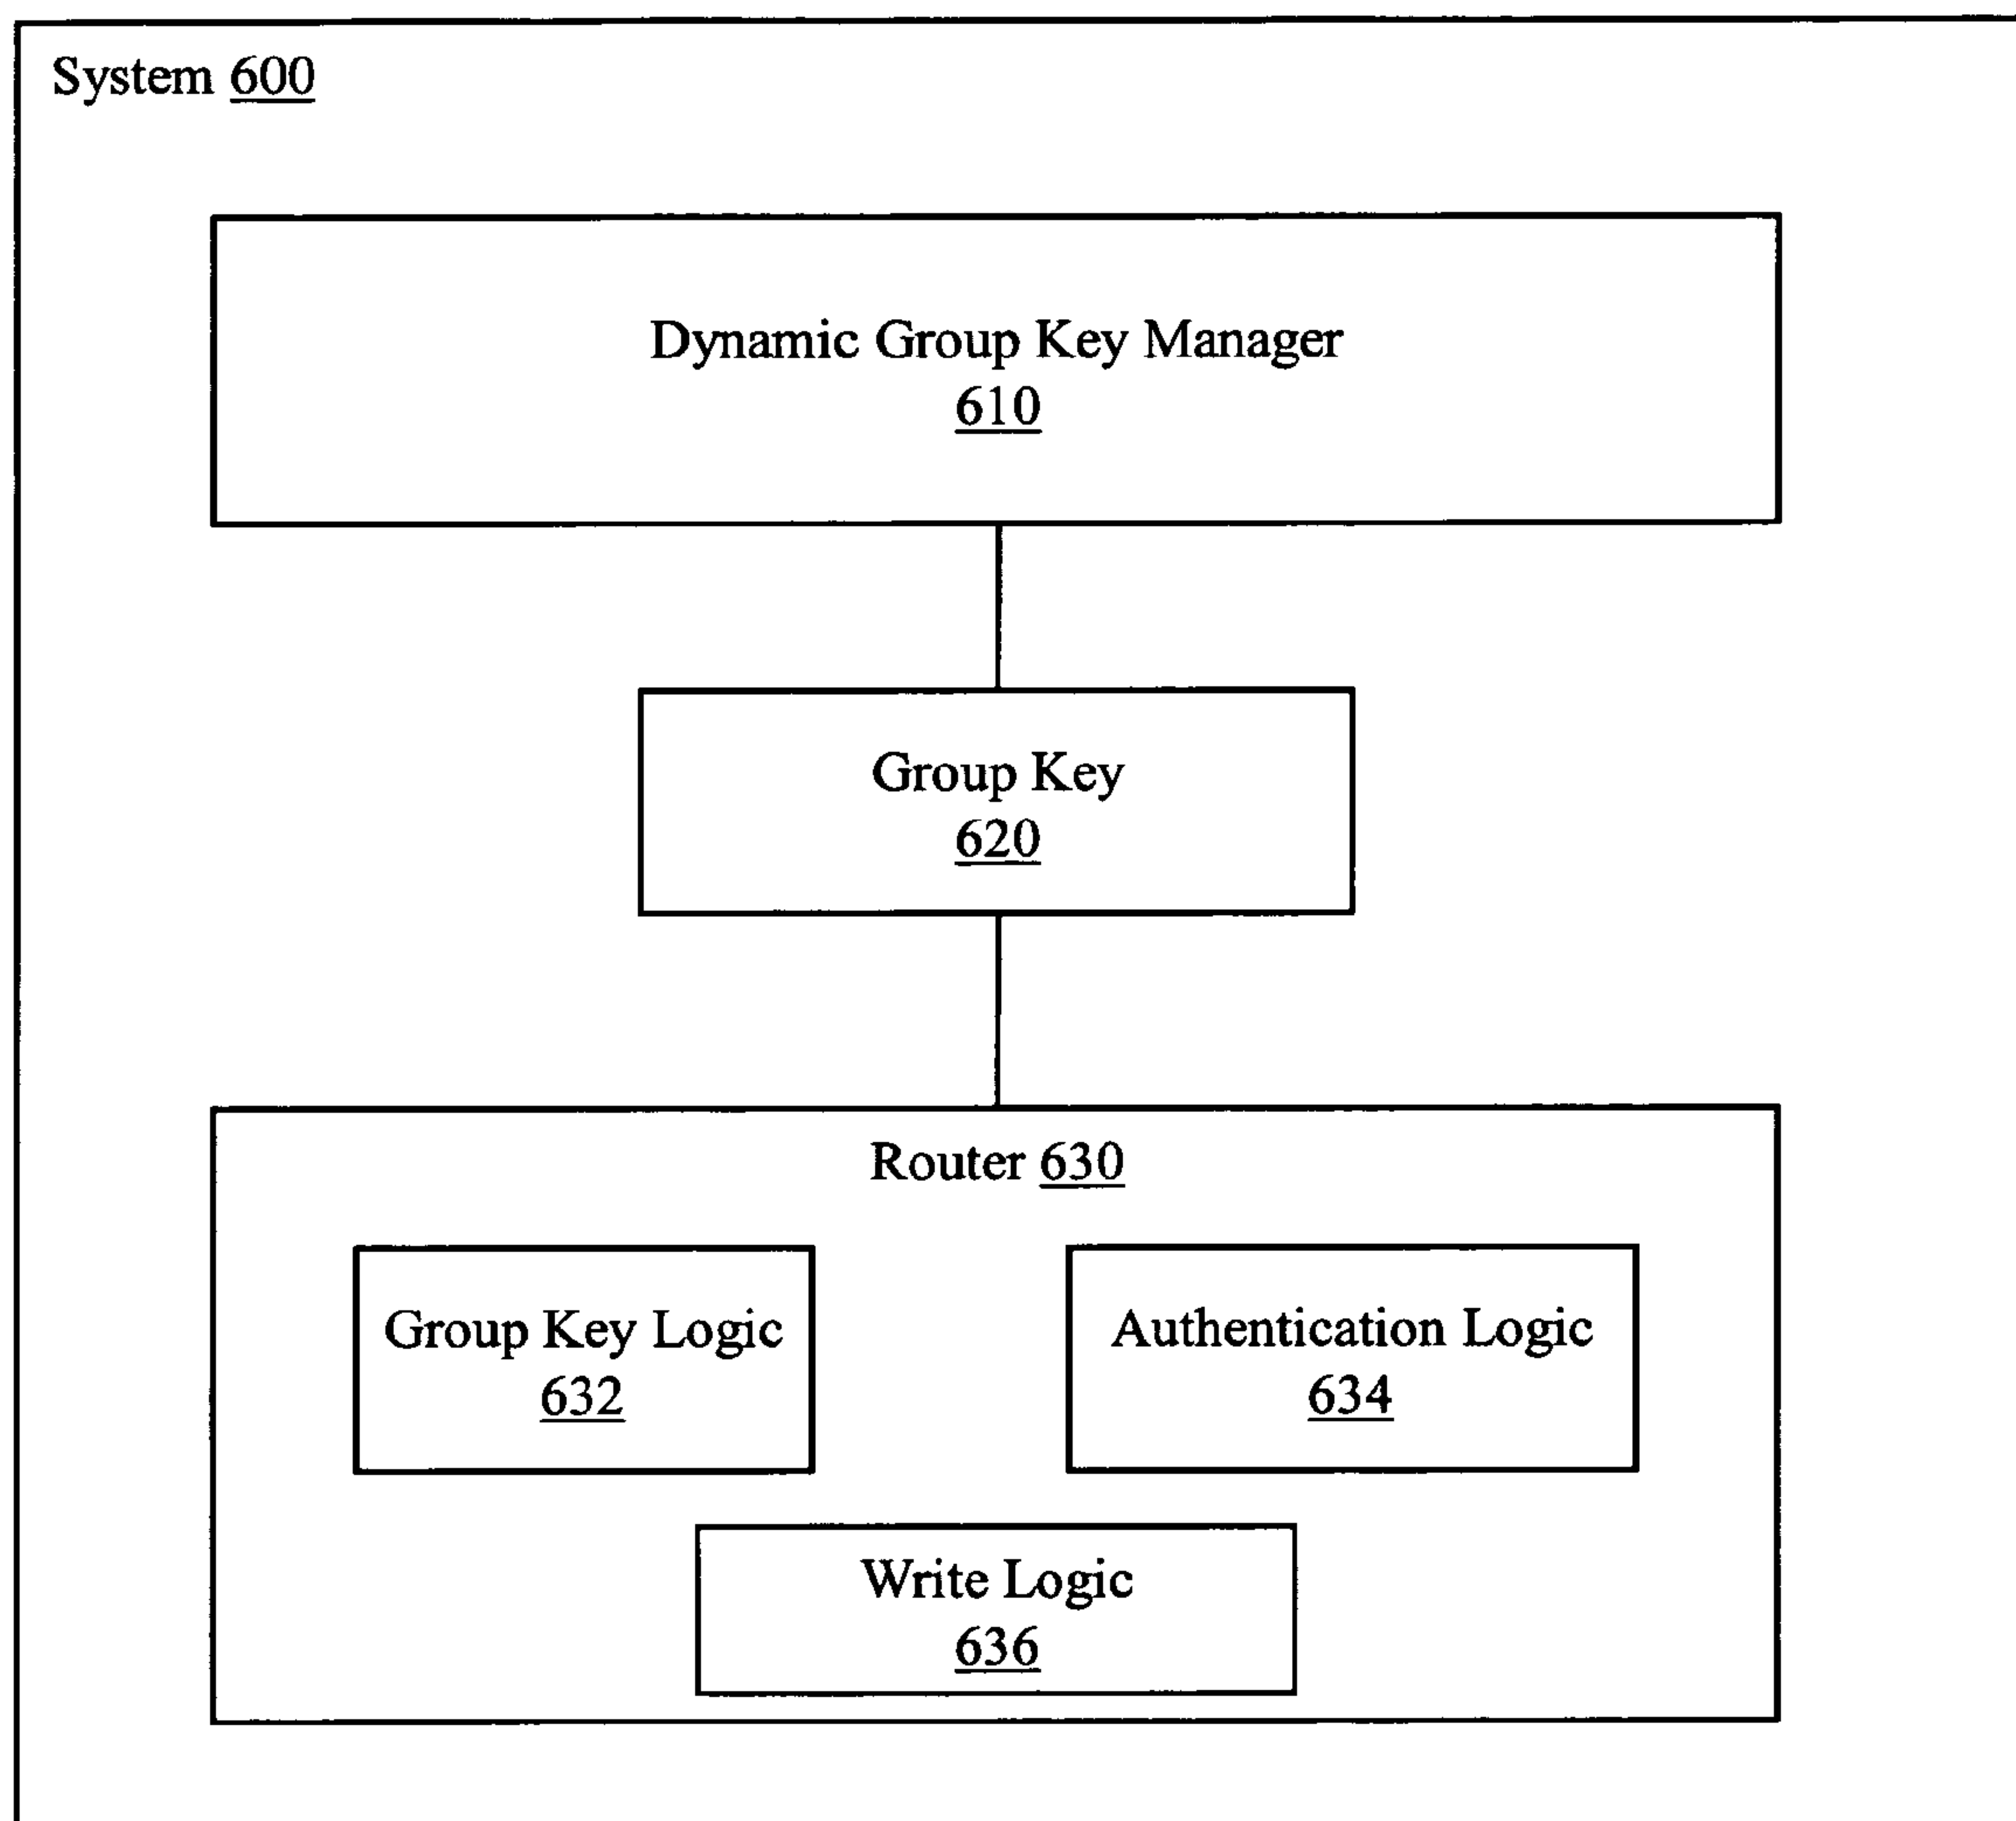 System 600
Dynamic Group Key Manager
610
Group Key
620
Router 630
Group Key Logic
632
Authentication Logic
634
Write Logic
636